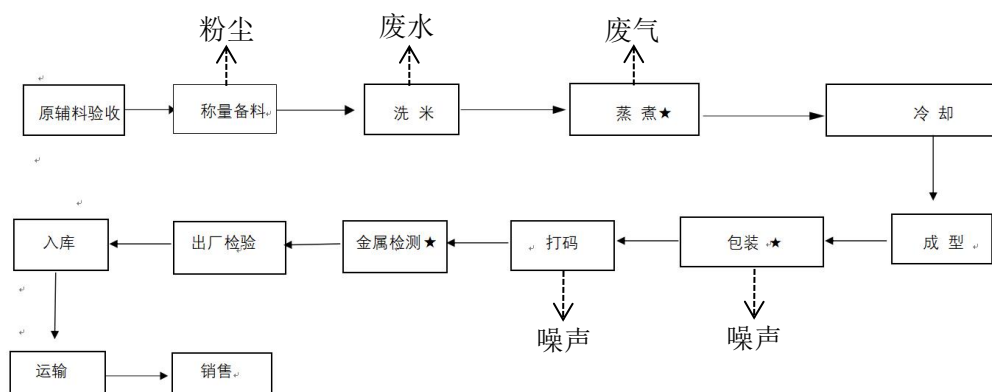 粉尘
废水
废气
原辅料验收
称量备料
洗 米
蒸 煮★
冷 却
入库
出厂检验
金属检测★
打码
包装 ★
成 型
噪声
噪声
运输
销售